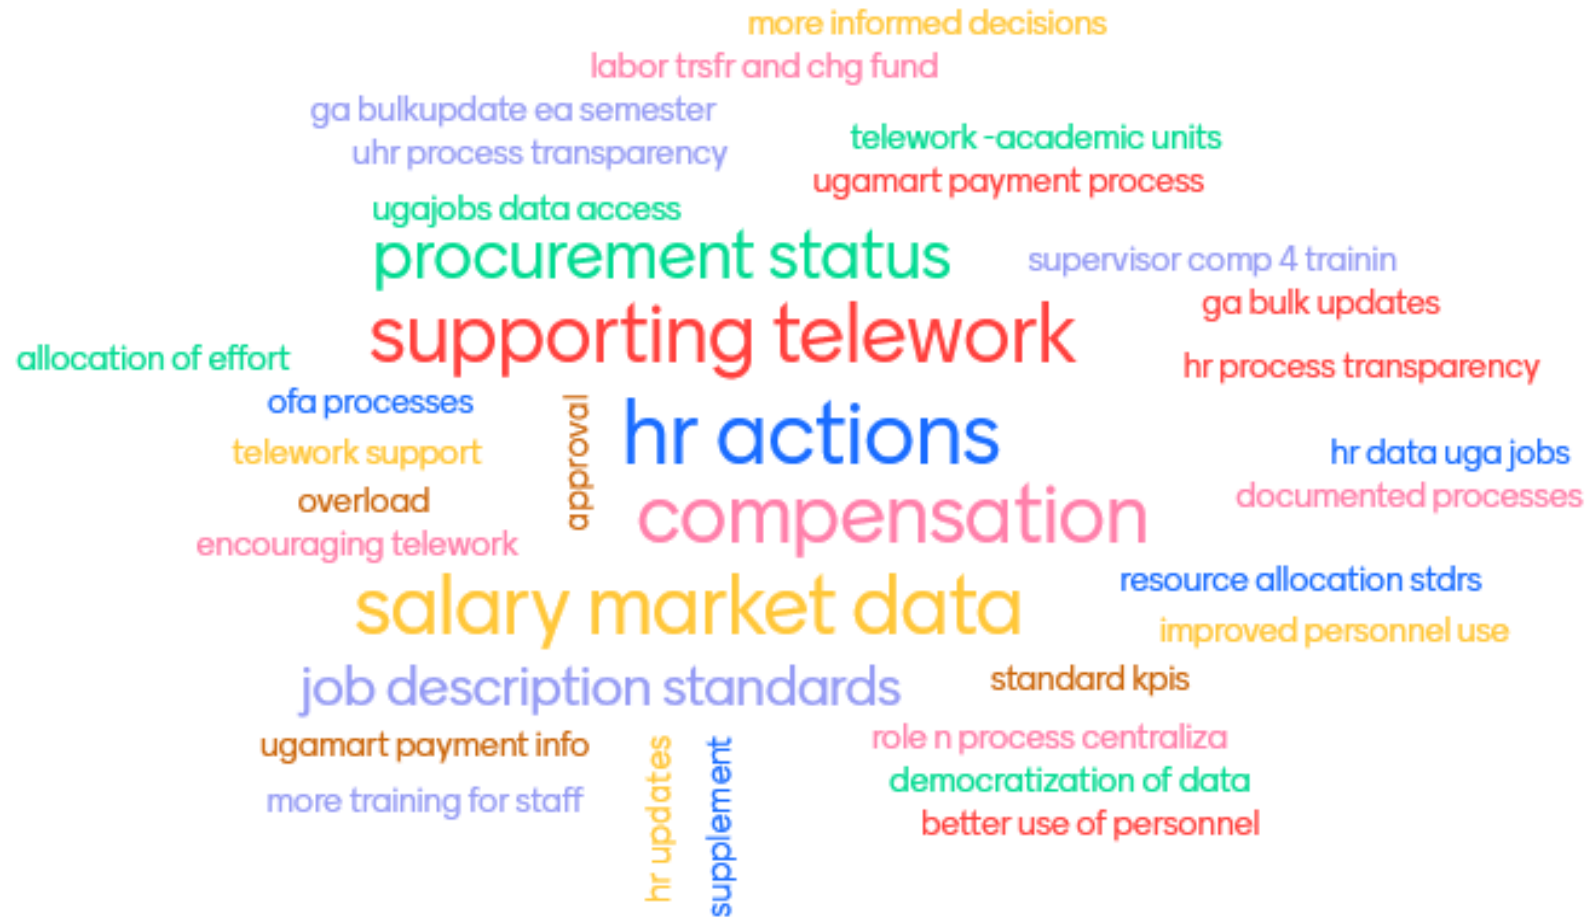 more informed decisions
labor trsfr and chg fund
ga bulkupdate ea semester
telework -academic units
uhr process transparency
ugamart payment process
ugajobs data access
procurement status
supervisor comp 4 trainin
ga bulk updates
supporting telework
allocation of effort
hr process transparency
ofa processes
approval
hr actions
telework support
hr data uga jobs
overload
documented processes
compensation
encouraging telework
resource allocation stdrs
salary market data
improved personnel use
job description standards
standard kpis
ugamart payment info
role n process centraliza
democratization of data
more training for staff
better use of personnel
hr updates
supplement